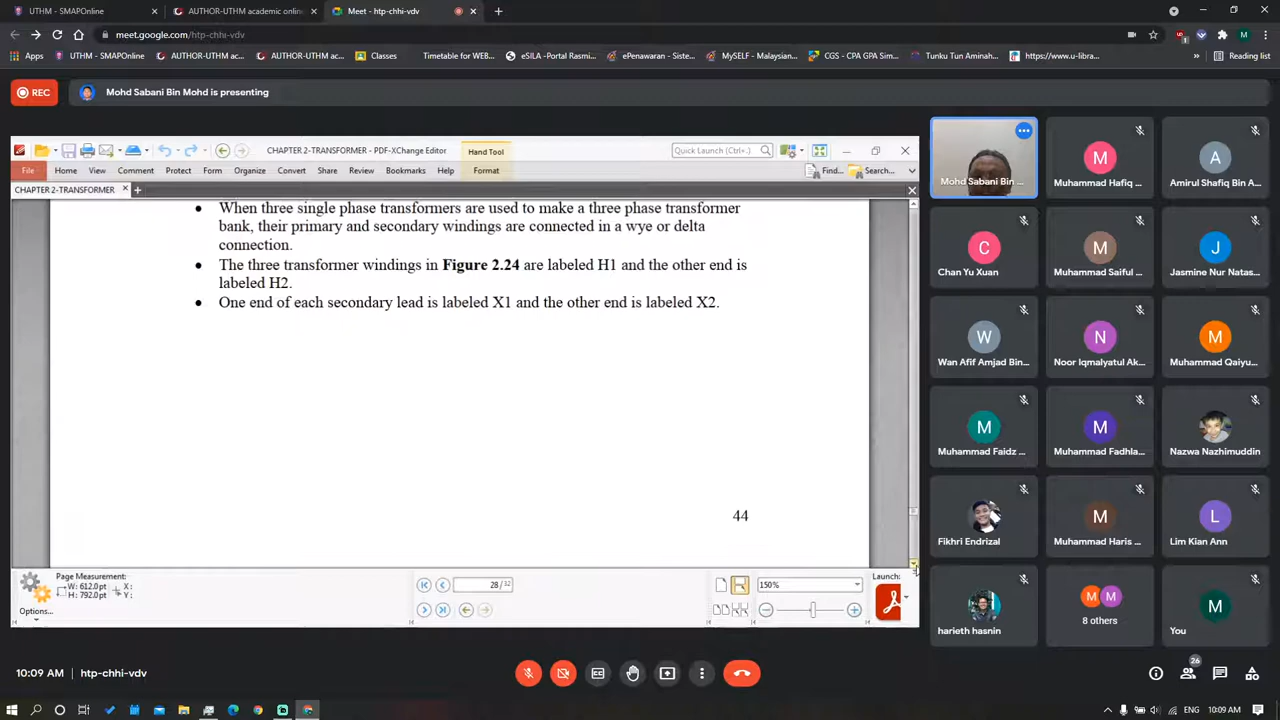 UTHM - SMAPOnline
AUTHOR-UTHM academic online
Meet - htp-chhi-vdv
meet.google.com/htp-chhi-vdv
Apps
UTHM - SMAPOnline
AUTHOR-UTHM ac...
AUTHOR-UTHM ac...
Classes
Timetable for WEB...
eSILA -Portal Rasmi...
ePenawaran - Siste...
MySELF - Malaysian...
CGS - CPA GPA Sim...
Tunku Tun Aminah...
https://www.u-libra...
Reading list
REC
Mohd Sabani Bin Mohd is presenting
CHAPTER 2-TRANSFORMER - PDF-XChange Editor
Hand Tool
Quick Launch (Ctrl+.)
File
Home
View
Comment
Protect
Form
Organize
Convert
Share
Review
Bookmarks
Help
Format
Find...
Search...
CHAPTER 2-TRANSFORMER
• When three single phase transformers are used to make a three phase transformer
bank, their primary and secondary windings are connected in a wye or delta
connection.
• The three transformer windings in Figure 2.24 are labeled H1 and the other end is
labeled H2.
• One end of each secondary lead is labeled X1 and the other end is labeled X2.
44
Options...
Page Measurement:
W: 612.0pt
H: 792.0pt
X:
Y:
28 /32
150%
Launch:
Mohd Sabani Bin ...
M
Muhammad Hafiq ...
A
Amirul Shafiq Bin A...
C
Chan Yu Xuan
M
Muhammad Saiful ...
J
Jasmine Nur Natas...
W
Wan Afif Amjad Bin...
N
Noor Iqmalyatul Ak...
M
Muhammad Qaiyu...
M
Muhammad Faidz ...
M
Muhammad Fadhla...
Nazwa Nazhimuddin
Fikhri Endrizal
M
Muhammad Haris ...
L
Lim Kian Ann
harieth hasnin
M M
8 others
M
You
10:09 AM
htp-chhi-vdv
26
ENG
10:09 AM